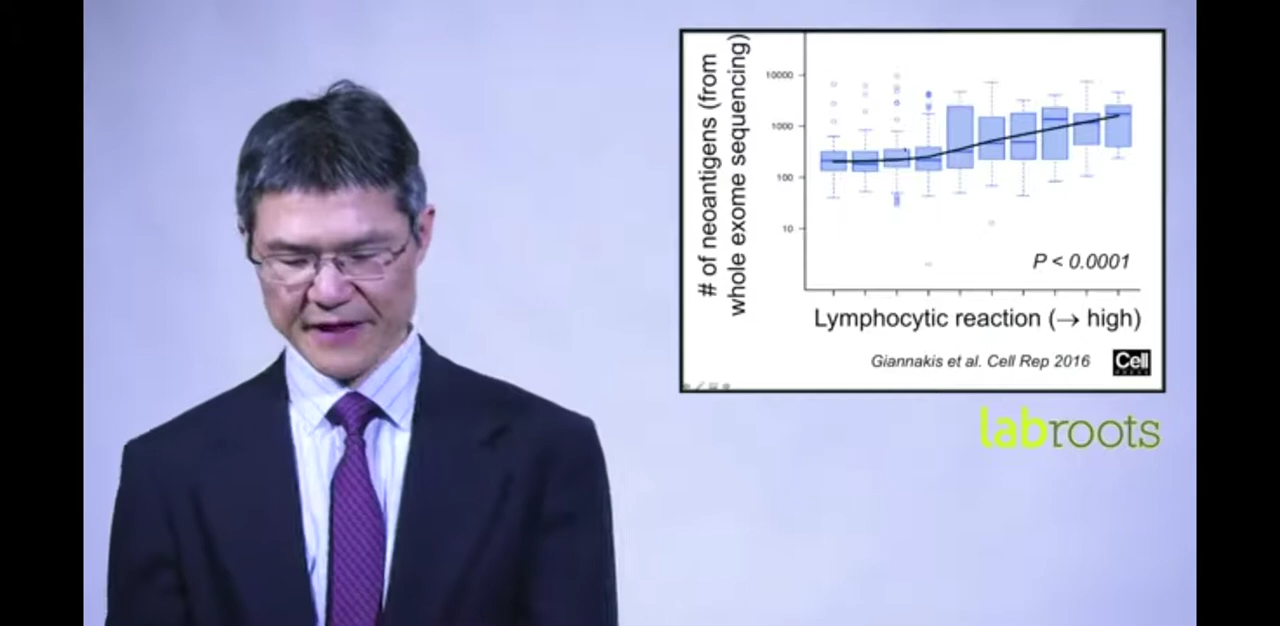 # of neoantigens (from
whole exome sequencing)
10000
1000
100
10
P < 0.0001
Lymphocytic reaction (→ high)
Giannakis et al. Cell Rep 2016
Cell
labroots